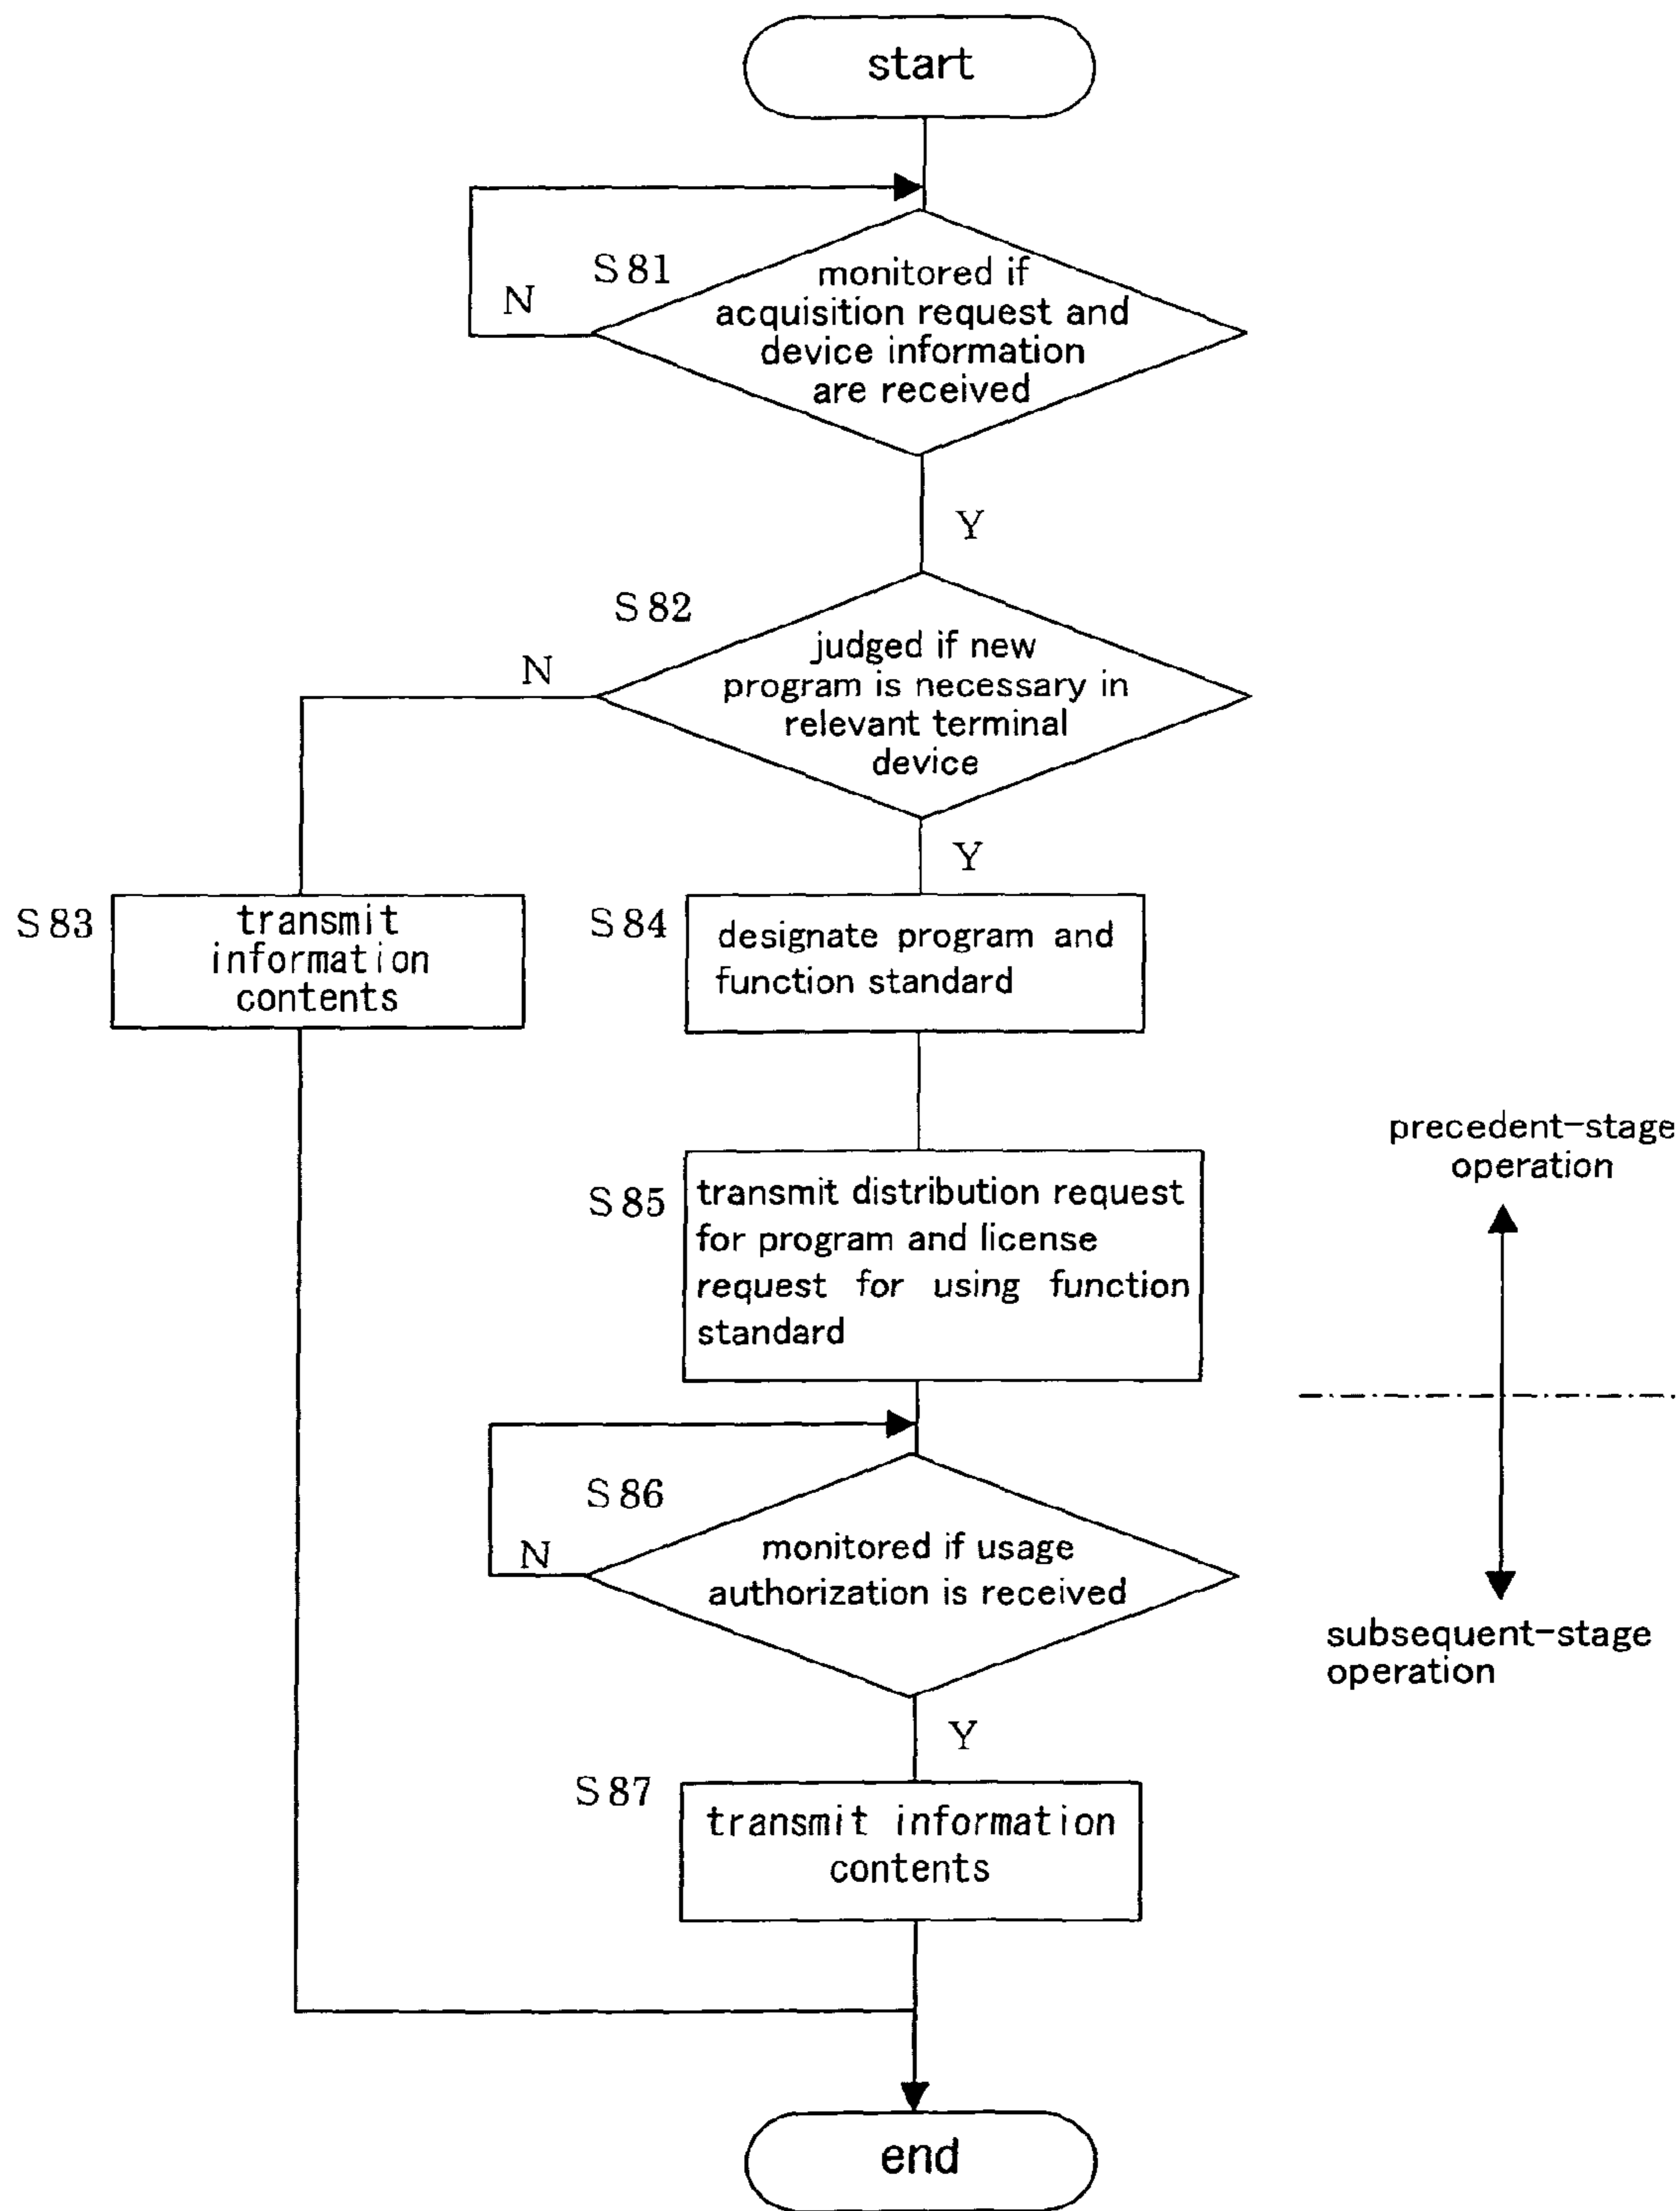 start
S81
N
monitored if
acquisition request and
device information
are received
Y
S82
N
judged if new
program is necessary in
relevant terminal
device
Y
S83
transmit
information
contents
S84
designate program and
function standard
S85
transmit distribution request
for program and license
request for using function
standard
precedent-stage
operation
S86
N
monitored if usage
authorization is received
subsequent-stage
operation
Y
S87
transmit information
contents
end